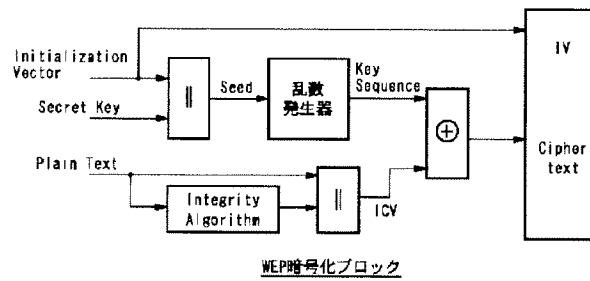 Initialization
Vector
Secret Key
||
Seed
乱数
発生器
Key
Sequence
IV
Plain Text
Integrity
Algorithm
||
ICV
⊕
Cipher
text
WEP暗号化ブロック